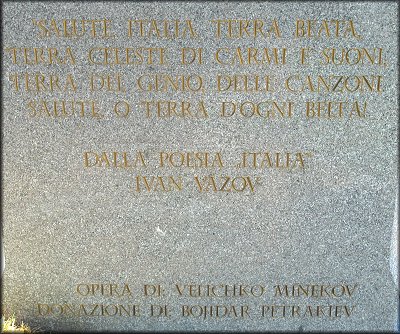 "SALUTE, ITALIA, TERRA BEATA,
TERRA CELESTE DI CARMI E SUONI,
TERRA DEL GENIO, DELLE CANZONI,
SALUTE, O TERRA D'OGNI BELTA!
DALLA POESIA „ITALIA"
IVAN VAZOV
OPERA DE VELICHKO MINEKOV
DONAZIONE DE BOJIDAR PETRAKIEV